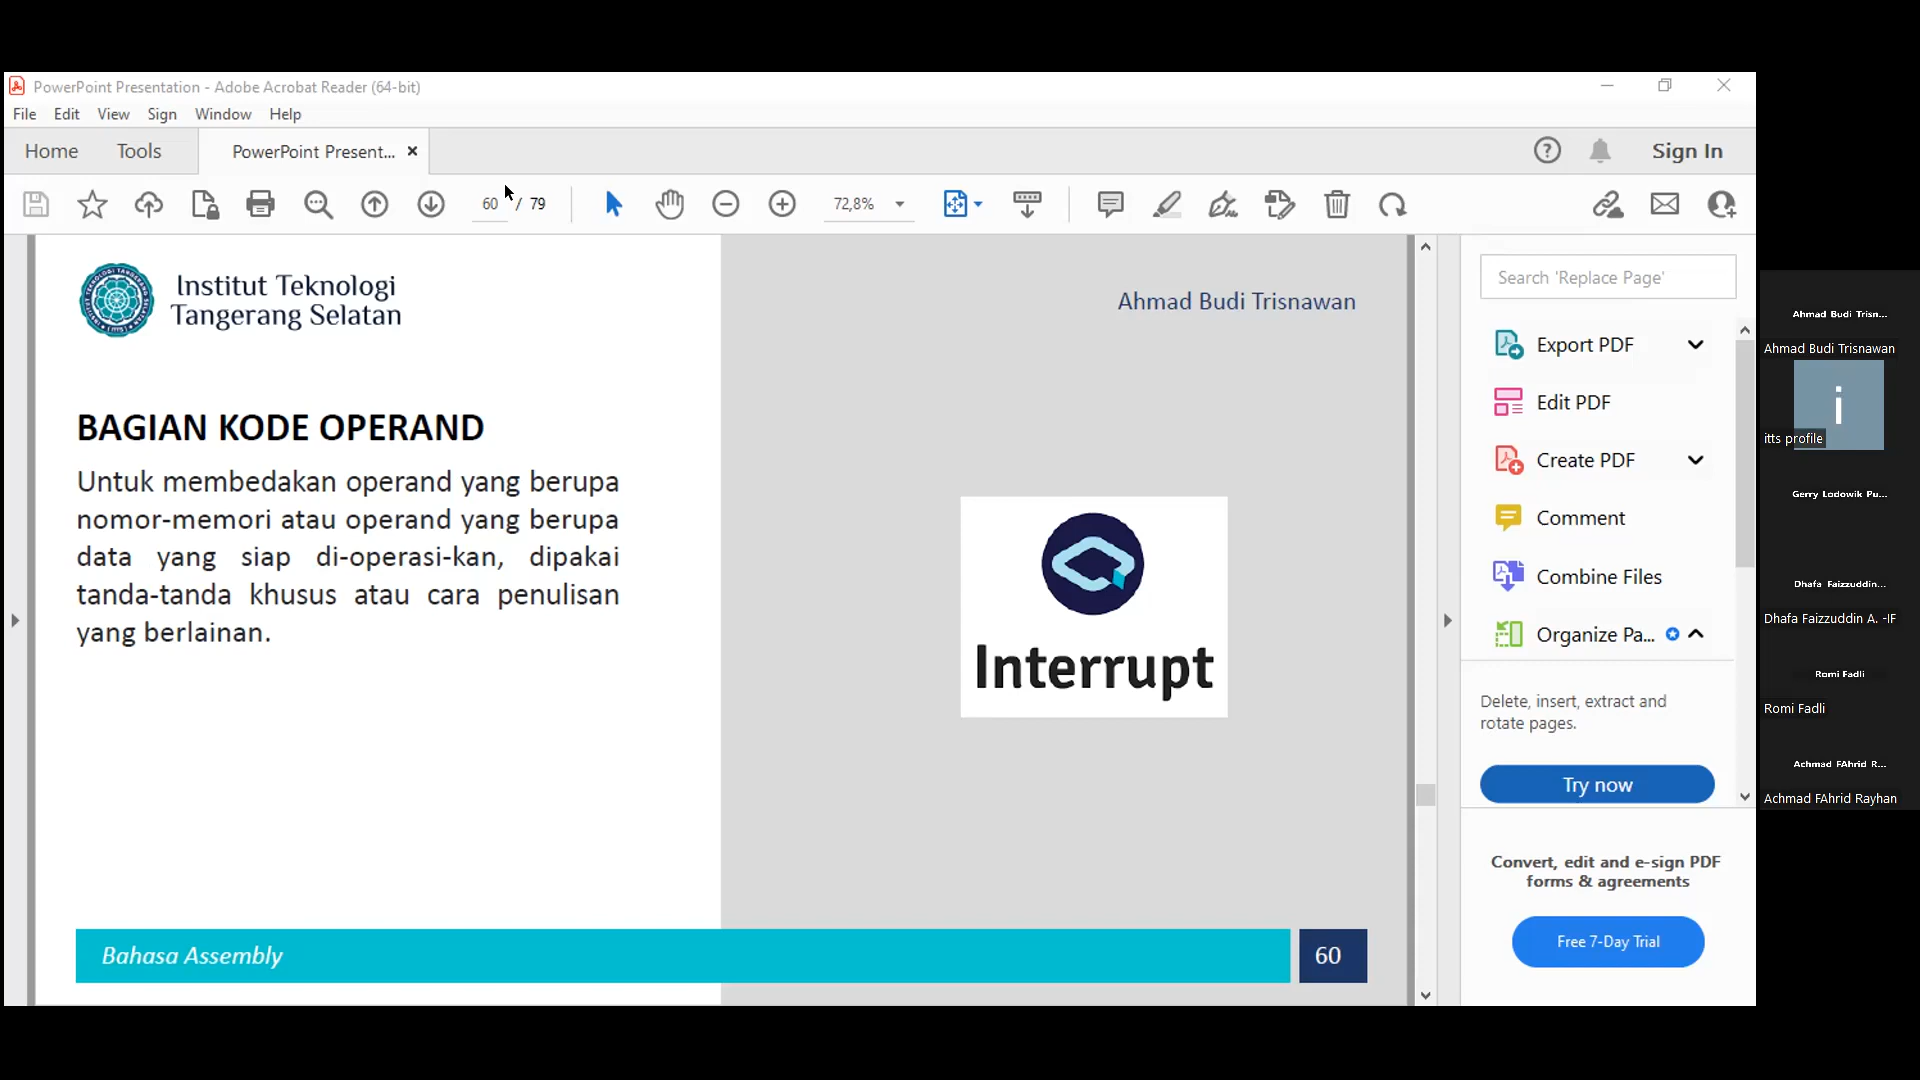 PowerPoint Presentation - Adobe Acrobat Reader (64-bit)
File Edit View Sign Window Help
Home Tools PowerPoint Present... Sign In
60 / 79 72,8%
Institut Teknologi
Tangerang Selatan
Ahmad Budi Trisnawan
BAGIAN KODE OPERAND
Untuk membedakan operand yang berupa
nomor-memori atau operand yang berupa
data yang siap di-operasi-kan, dipakai
tanda-tanda khusus atau cara penulisan
yang berlainan.
Interrupt
Bahasa Assembly
60
Search 'Replace Page'
Export PDF
Edit PDF
Create PDF
Comment
Combine Files
Organize Pa...
Delete, insert, extract and
rotate pages.
Try now
Convert, edit and e-sign PDF
forms & agreements
Free 7-Day Trial
Ahmad Budi Trisn...
Ahmad Budi Trisnawan
i
itts profile
Gerry Lodowik Pu...
Dhafa Faizzuddin...
Dhafa Faizzuddin A. -IF
Romi Fadli
Romi Fadli
Achmad FAhrid R...
Achmad FAhrid Rayhan